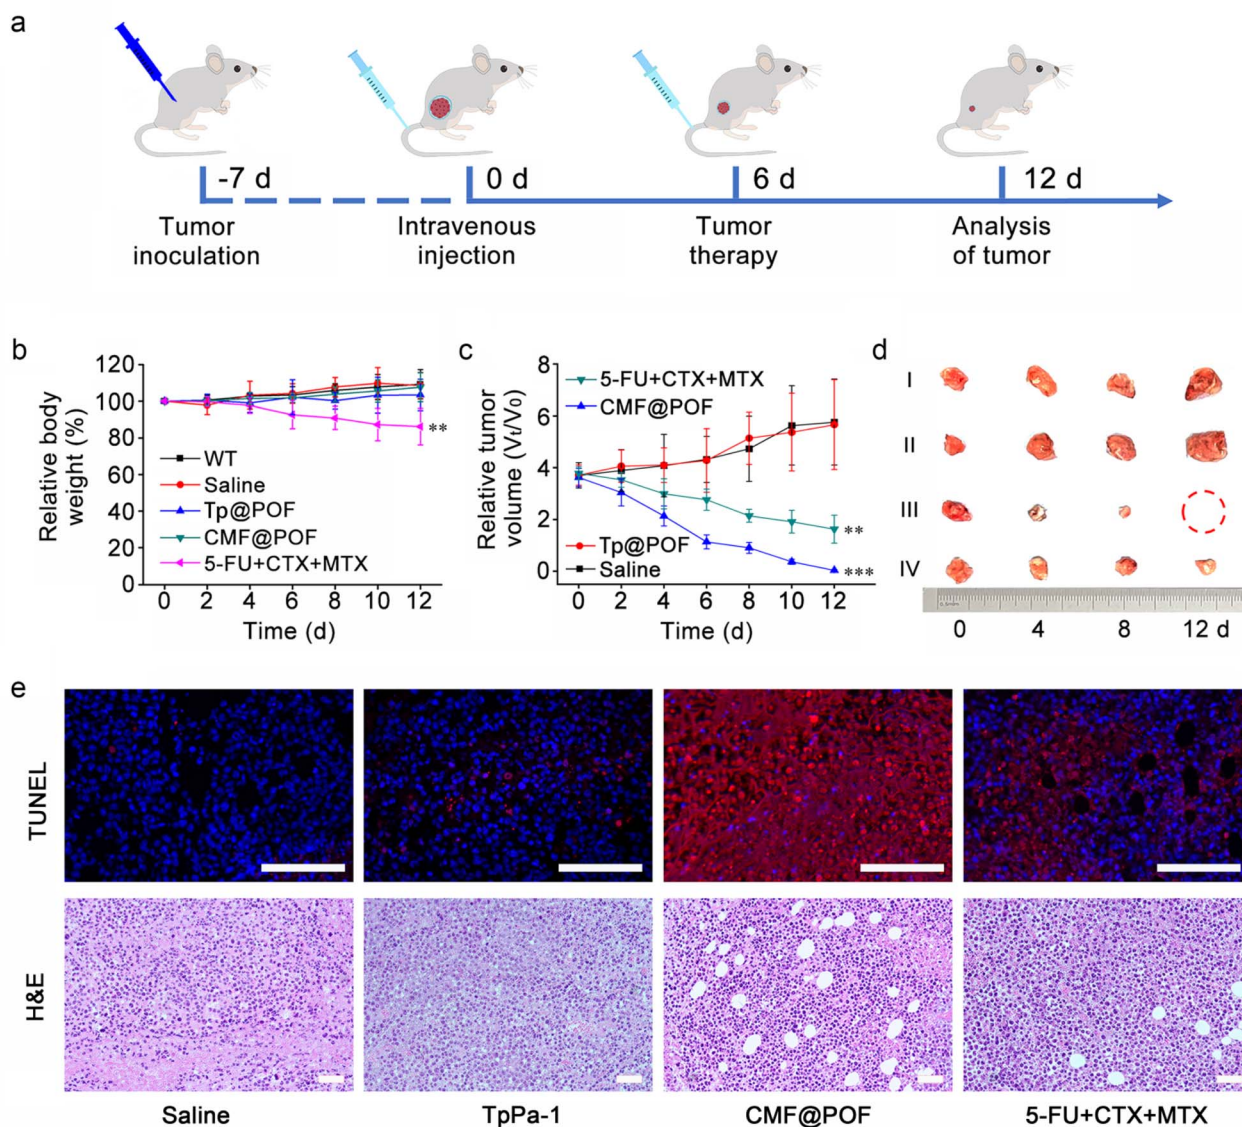 a
-7 d
0 d
6 d
12 d
Tumor
inoculation
Intravenous
injection
Tumor
therapy
Analysis
of tumor
b
Relative body
weight (%)
120
100
80
60
40
20
0
WT
Saline
Tp@POF
CMF@POF
5-FU+CTX+MTX
**
0 2 4 6 8 10 12
Time (d)
c
Relative tumor
volume (Vt/V0)
8
6
4
2
0
5-FU+CTX+MTX
CMF@POF
**
Tp@POF
Saline
***
0 2 4 6 8 10 12
Time (d)
d
I
II
III
IV
0 4 8 12 d
e
TUNEL
H&E
Saline TpPa-1 CMF@POF 5-FU+CTX+MTX